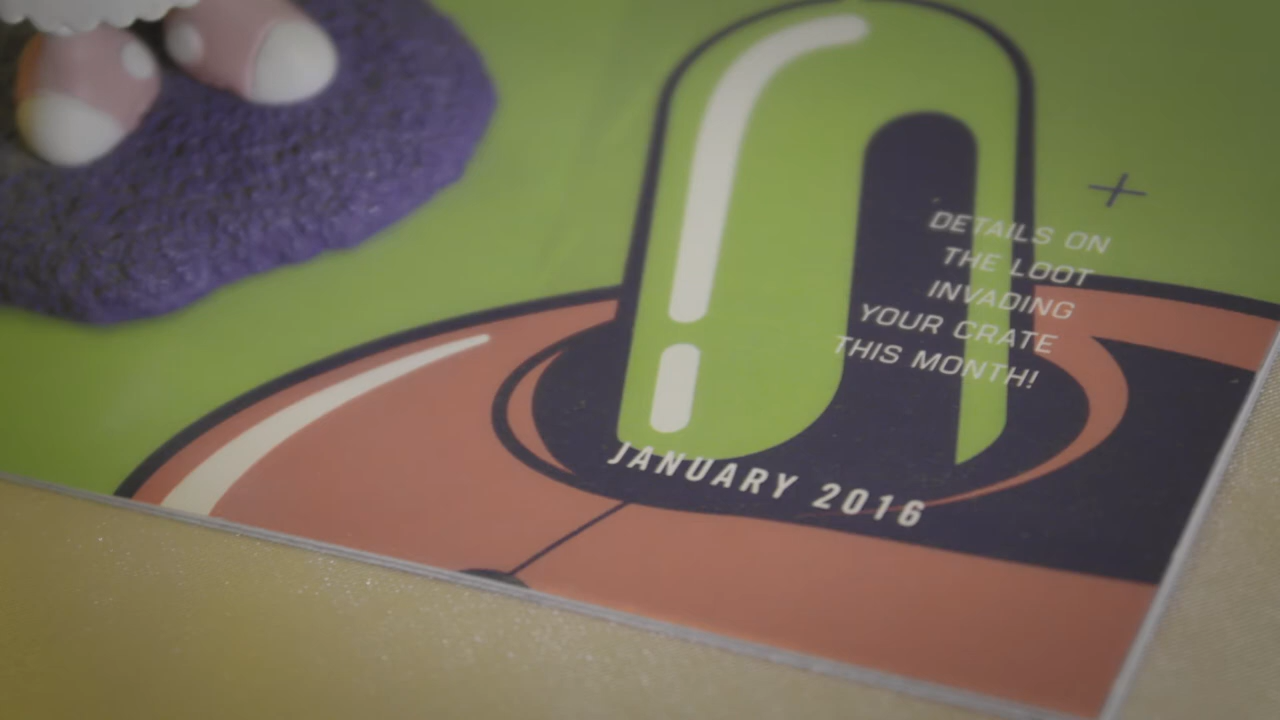 DETAILS ON
THE LOOT
INVADING
YOUR CRATE
THIS MONTH!
JANUARY 2016